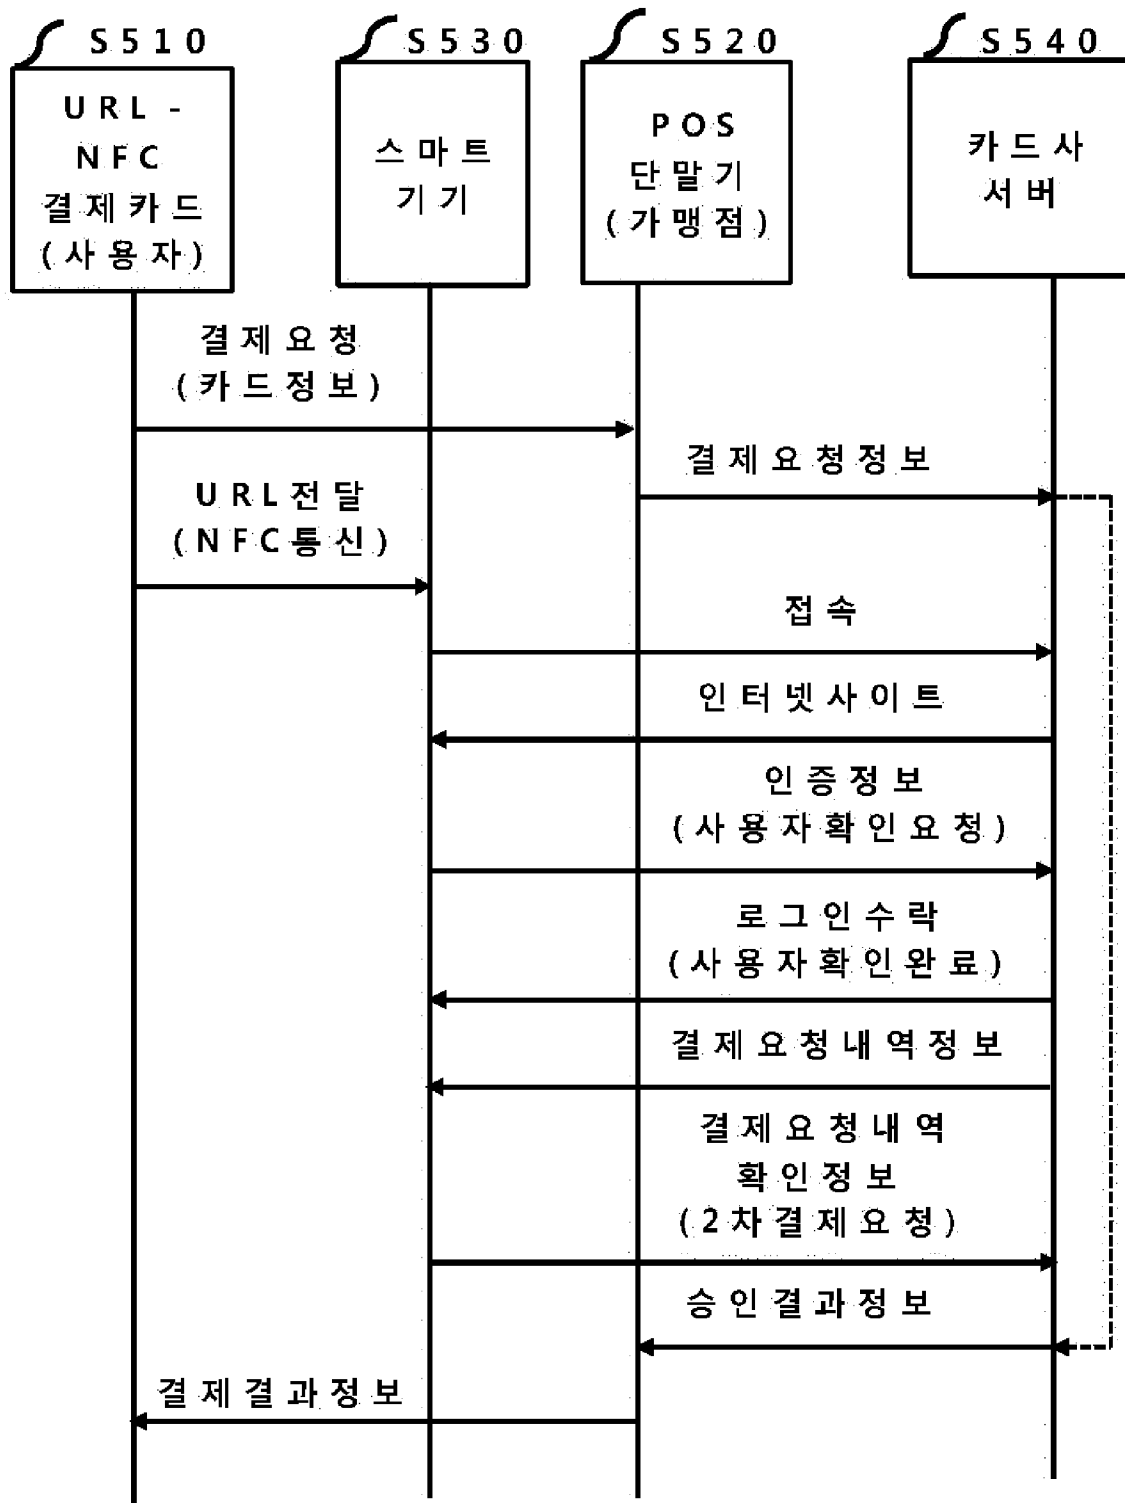 S510
S530
S520
S540
URL-
NFC
결제카드
(사용자)
스마트
기기
POS
단말기
(가맹점)
카드사
서버
결제요청
(카드정보)
결제요청정보
URL전달
(NFC통신)
접속
인터넷사이트
인증정보
(사용자확인요청)
로그인수락
(사용자확인완료)
결제요청내역정보
결제요청내역
확인정보
(2차결제요청)
승인결과정보
결제결과정보